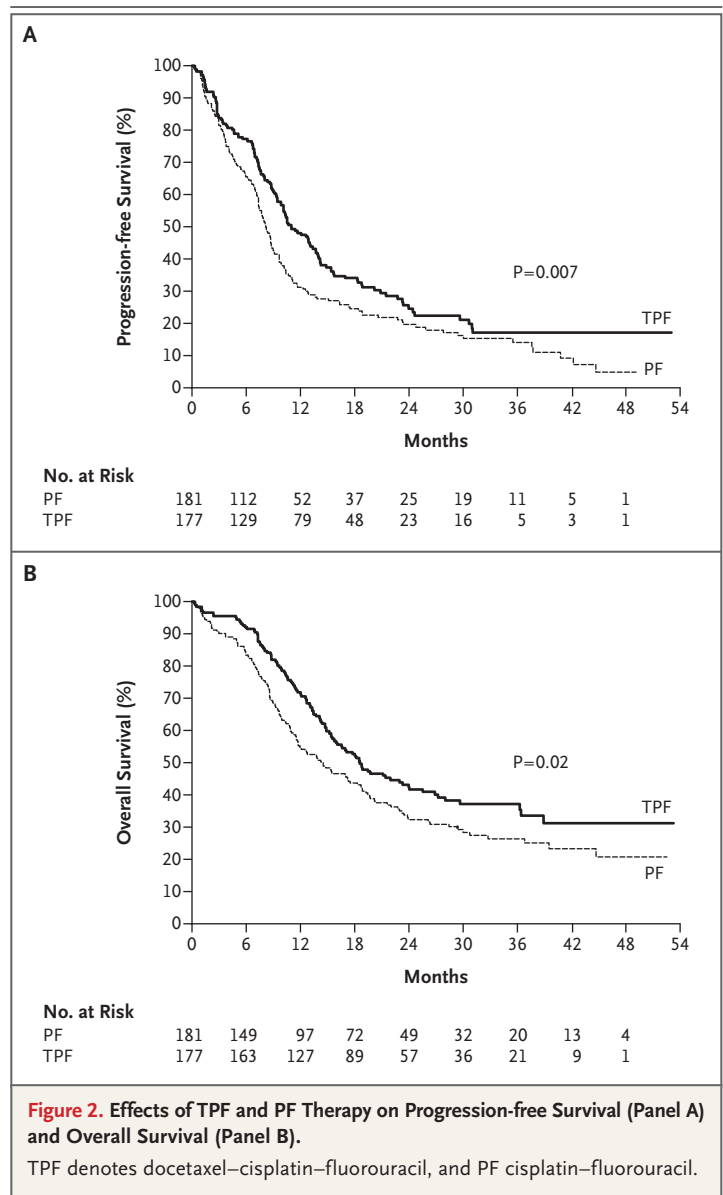 A
Progression-free Survival (%)
100
90
80
70
60
50
40
30
20
10
0
P=0.007
TPF
PF
0 6 12 18 24 30 36 42 48 54
Months
No. at Risk
PF 181 112 52 37 25 19 11 5 1
TPF 177 129 79 48 23 16 5 3 1
B
Overall Survival (%)
100
90
80
70
60
50
40
30
20
10
0
P=0.02
TPF
PF
0 6 12 18 24 30 36 42 48 54
Months
No. at Risk
PF 181 149 97 72 49 32 20 13 4
TPF 177 163 127 89 57 36 21 9 1
Figure 2. Effects of TPF and PF Therapy on Progression-free Survival (Panel A)
and Overall Survival (Panel B).
TPF denotes docetaxel–cisplatin–fluorouracil, and PF cisplatin–fluorouracil.